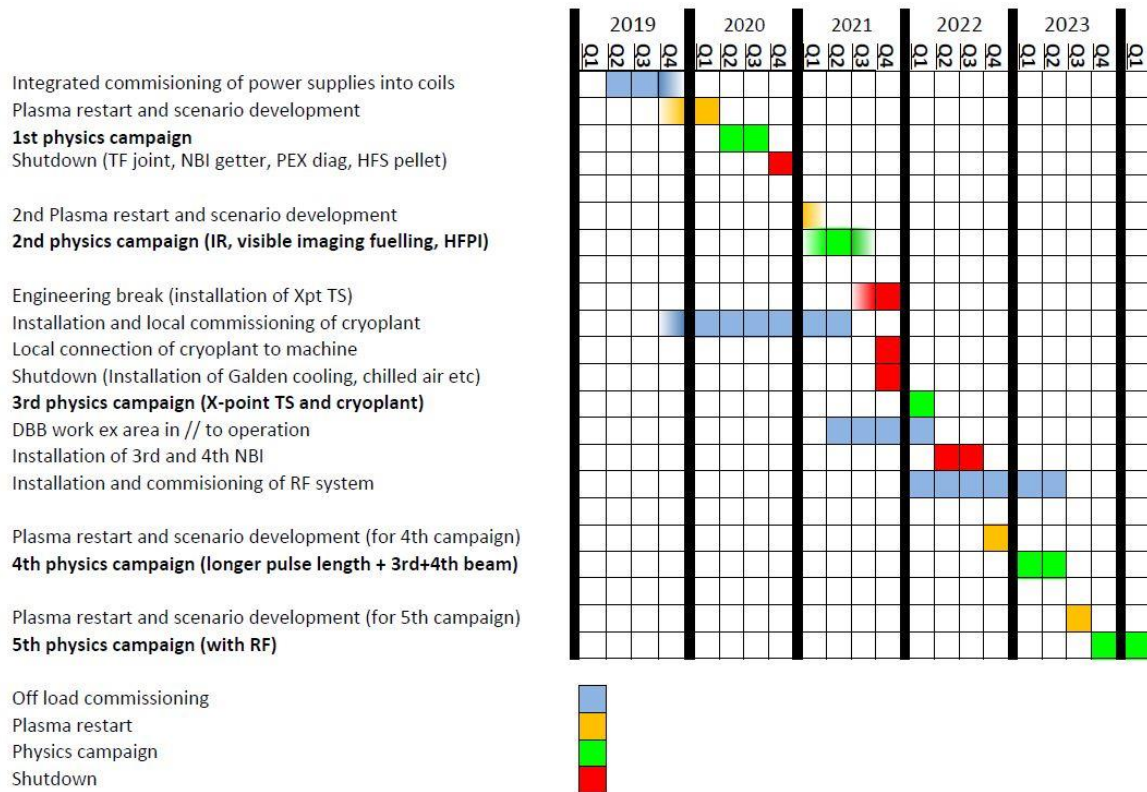 2019 2020 2021 2022 2023
Q1 Q2 Q3 Q4 Q1 Q2 Q3 Q4 Q1 Q2 Q3 Q4 Q1 Q2 Q3 Q4 Q1 Q2 Q3 Q4 Q1
Integrated commisioning of power supplies into coils
Plasma restart and scenario development
1st physics campaign
Shutdown (TF joint, NBI getter, PEX diag, HFS pellet)
2nd Plasma restart and scenario development
2nd physics campaign (IR, visible imaging fuelling, HFPI)
Engineering break (installation of Xpt TS)
Installation and local commissioning of cryoplant
Local connection of cryoplant to machine
Shutdown (Installation of Galden cooling, chilled air etc)
3rd physics campaign (X-point TS and cryoplant)
DBB work ex area in // to operation
Installation of 3rd and 4th NBI
Installation and commisioning of RF system
Plasma restart and scenario development (for 4th campaign)
4th physics campaign (longer pulse length + 3rd+4th beam)
Plasma restart and scenario development (for 5th campaign)
5th physics campaign (with RF)
Off load commissioning
Plasma restart
Physics campaign
Shutdown